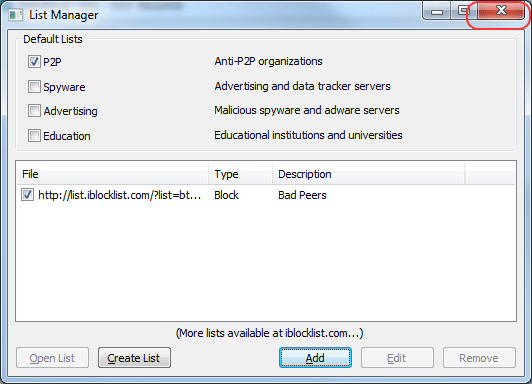 List Manager
Default Lists
P2P Anti-P2P organizations
Spyware Advertising and data tracker servers
Advertising Malicious spyware and adware servers
Education Educational institutions and universities
File Type Description
http://list.iblocklist.com/?list=bt... Block Bad Peers
(More lists available at iblocklist.com...)
Open List Create List Add Edit Remove